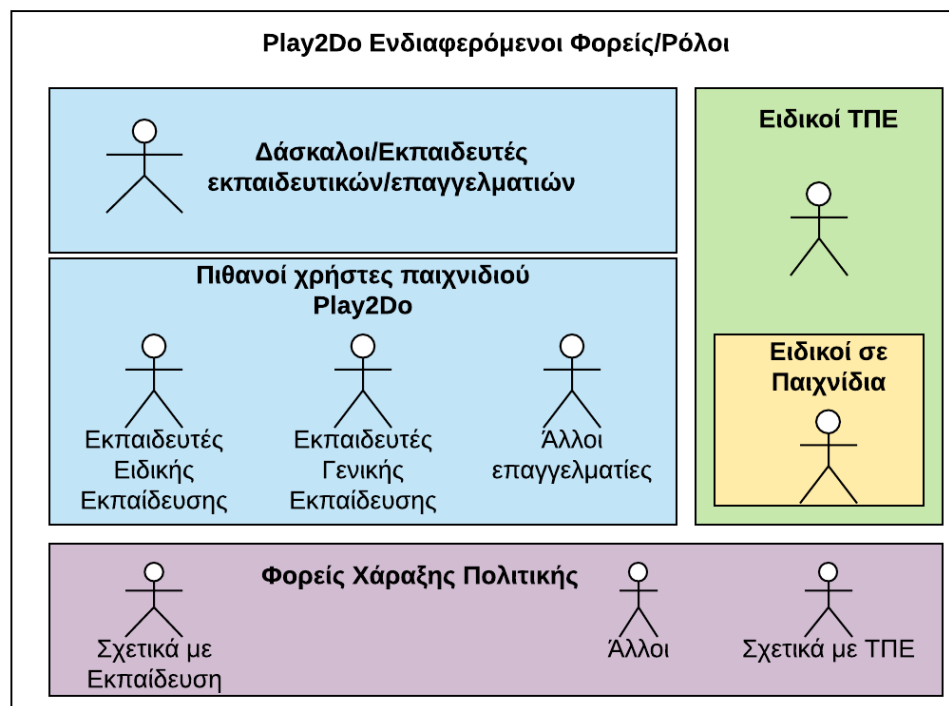 Play2Do Ενδιαφερόμενοι Φορείς/Ρόλοι
Δάσκαλοι/Εκπαιδευτές
εκπαιδευτικών/επαγγελματιών
Ειδικοί ΤΠΕ
Πιθανοί χρήστες παιχνιδιού
Play2Do
Εκπαιδευτές
Ειδικής
Εκπαίδευσης
Εκπαιδευτές
Γενικής
Εκπαίδευσης
Άλλοι
επαγγελματίες
Ειδικοί σε
Παιχνίδια
Φορείς Χάραξης Πολιτικής
Σχετικά με
Εκπαίδευση
Άλλοι
Σχετικά με ΤΠΕ